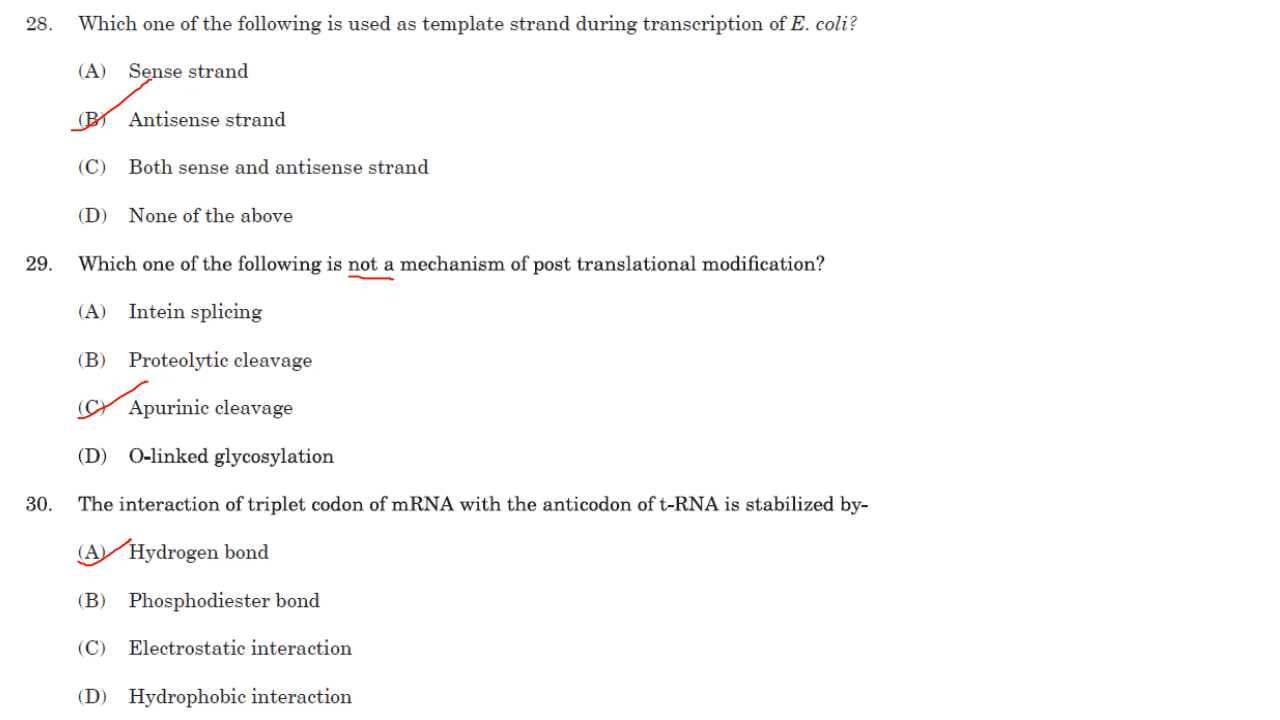 28. Which one of the following is used as template strand during transcription of E. coli?
(A) Sense strand
(B) Antisense strand
(C) Both sense and antisense strand
(D) None of the above
29. Which one of the following is not a mechanism of post translational modification?
(A) Intein splicing
(B) Proteolytic cleavage
(C) Apurinic cleavage
(D) O-linked glycosylation
30. The interaction of triplet codon of mRNA with the anticodon of t-RNA is stabilized by-
(A) Hydrogen bond
(B) Phosphodiester bond
(C) Electrostatic interaction
(D) Hydrophobic interaction